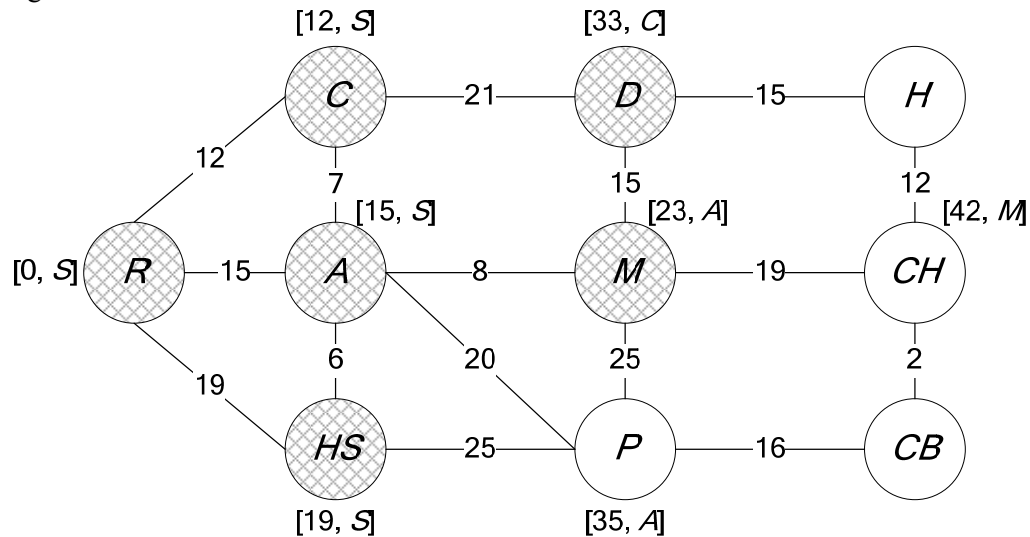 [12, S]
[33, C]
C
21
D
15
H
12
7
15
12
[15, S]
[23, A]
[42, M]
[0, S]
R
15
A
8
M
19
CH
19
6
20
25
2
HS
25
P
16
CB
[19, S]
[35, A]